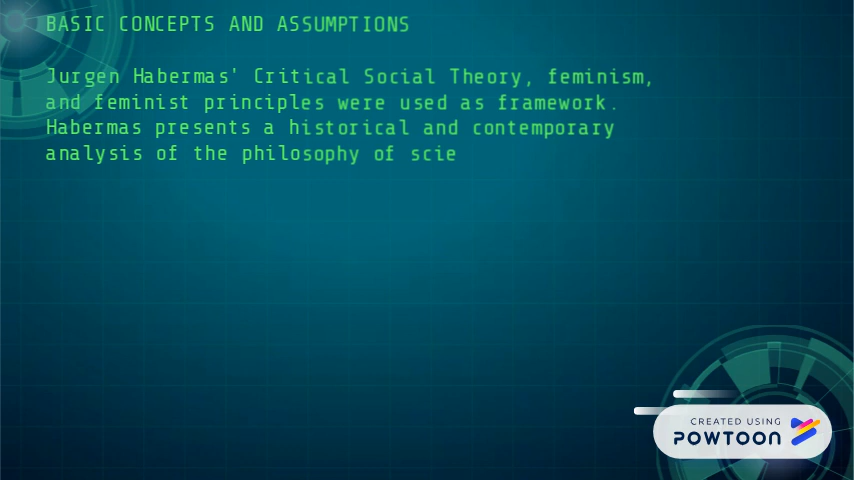 BASIC CONCEPTS AND ASSUMPTIONS
Jurgen Habermas' Critical Social Theory, feminism,
and feminist principles were used as framework.
Habermas presents a historical and contemporary
analysis of the philosophy of scie
CREATED USING
POWTOON